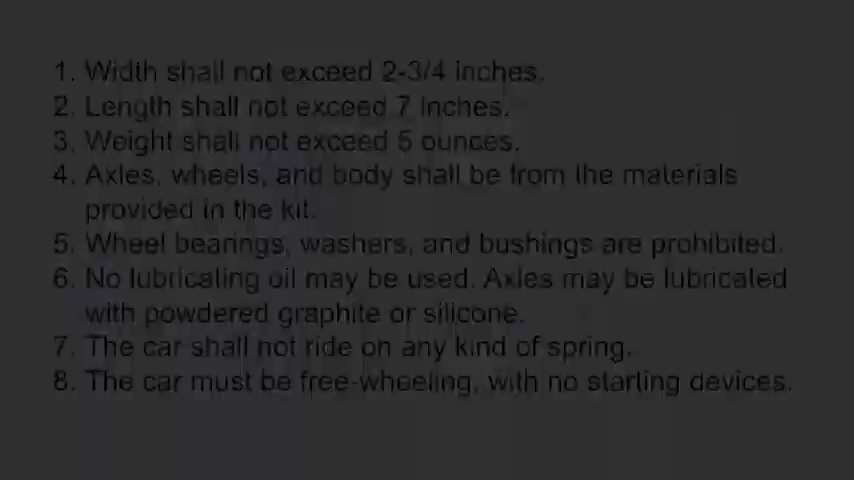 1. Width shall not exceed 2-3/4 inches.
2. Length shall not exceed 7 inches.
3. Weight shall not exceed 5 ounces.
4. Axles, wheels, and body shall be from the materials
provided in the kit.
5. Wheel bearings, washers, and bushings are prohibited.
6. No lubricating oil may be used. Axles may be lubricated
with powdered graphite or silicone.
7. The car shall not ride on any kind of spring.
8. The car must be free-wheeling, with no starting devices.